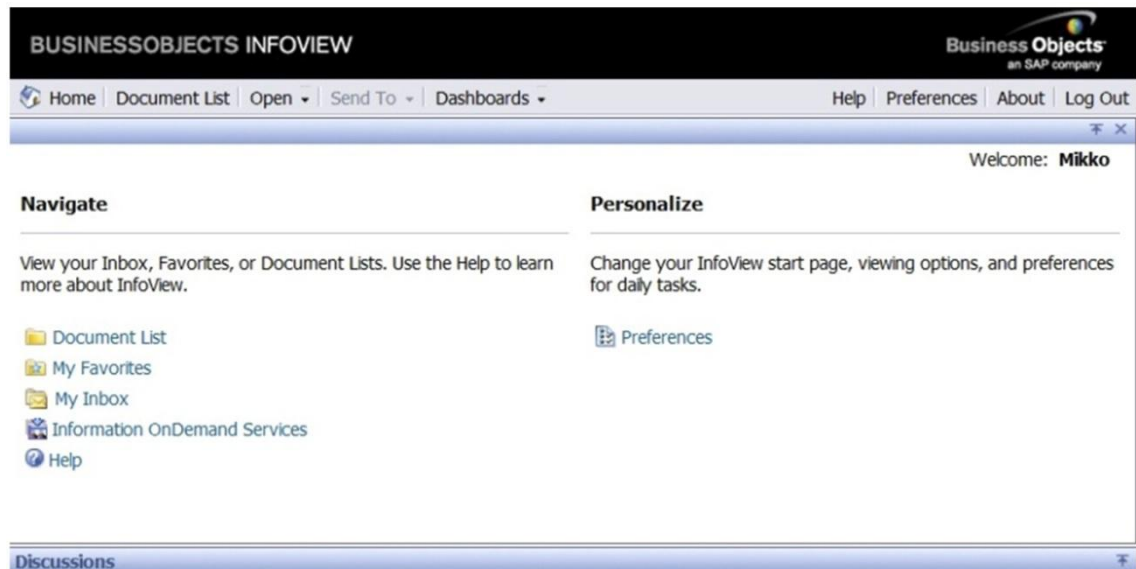 BUSINESSOBJECTS INFOVIEW
Business Objects
an SAP company
Home Document List Open Send To Dashboards
Help Preferences About Log Out
Welcome: Mikko
Navigate
View your Inbox, Favorites, or Document Lists. Use the Help to learn
more about InfoView.
Document List
My Favorites
My Inbox
Information OnDemand Services
Help
Personalize
Change your InfoView start page, viewing options, and preferences
for daily tasks.
Preferences
Discussions